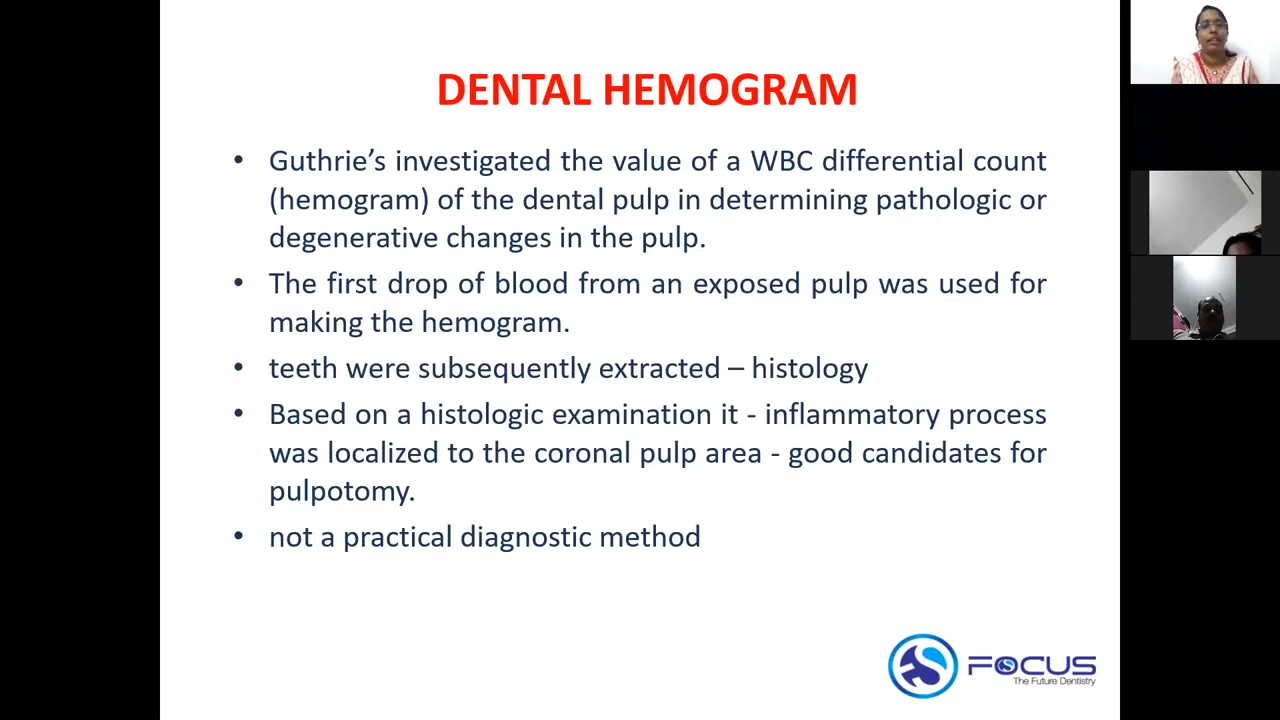 DENTAL HEMOGRAM
• Guthrie’s investigated the value of a WBC differential count
(hemogram) of the dental pulp in determining pathologic or
degenerative changes in the pulp.
• The first drop of blood from an exposed pulp was used for
making the hemogram.
• teeth were subsequently extracted – histology
• Based on a histologic examination it - inflammatory process
was localized to the coronal pulp area - good candidates for
pulpotomy.
• not a practical diagnostic method
FOCUS
The Future Dentistry